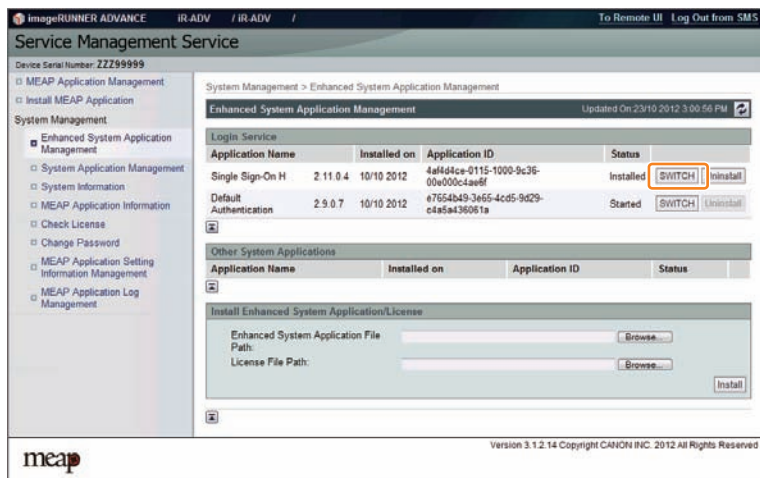 imageRUNNER ADVANCE iR-ADV / iR-ADV / To Remote UI Log Out from SMS
Service Management Service
Device Serial Number: ZZZ99999
MEAP Application Management
Install MEAP Application
System Management
Enhanced System Application
Management
System Application Management
System Information
MEAP Application Information
Check License
Change Password
MEAP Application Setting
Information Management
MEAP Application Log
Management
System Management > Enhanced System Application Management
Enhanced System Application Management Updated On:23/10 2012 3:00:56 PM
Login Service
Application Name Installed on Application ID Status
Single Sign-On H 2.11.0.4 10/10 2012 4af4d4ce-0115-1000-9c36-
00e000c4ae6f Installed SWITCH Uninstall
Default
Authentication 2.9.0.7 10/10 2012 e7654b49-3e65-4cd5-9d29-
c4a5a436061a Started SWITCH Uninstall
Other System Applications
Application Name Installed on Application ID Status
Install Enhanced System Application/License
Enhanced System Application File
Path: Browse...
License File Path: Browse...
Install
Version 3.1.2.14 Copyright CANON INC. 2012 All Rights Reserved
meap